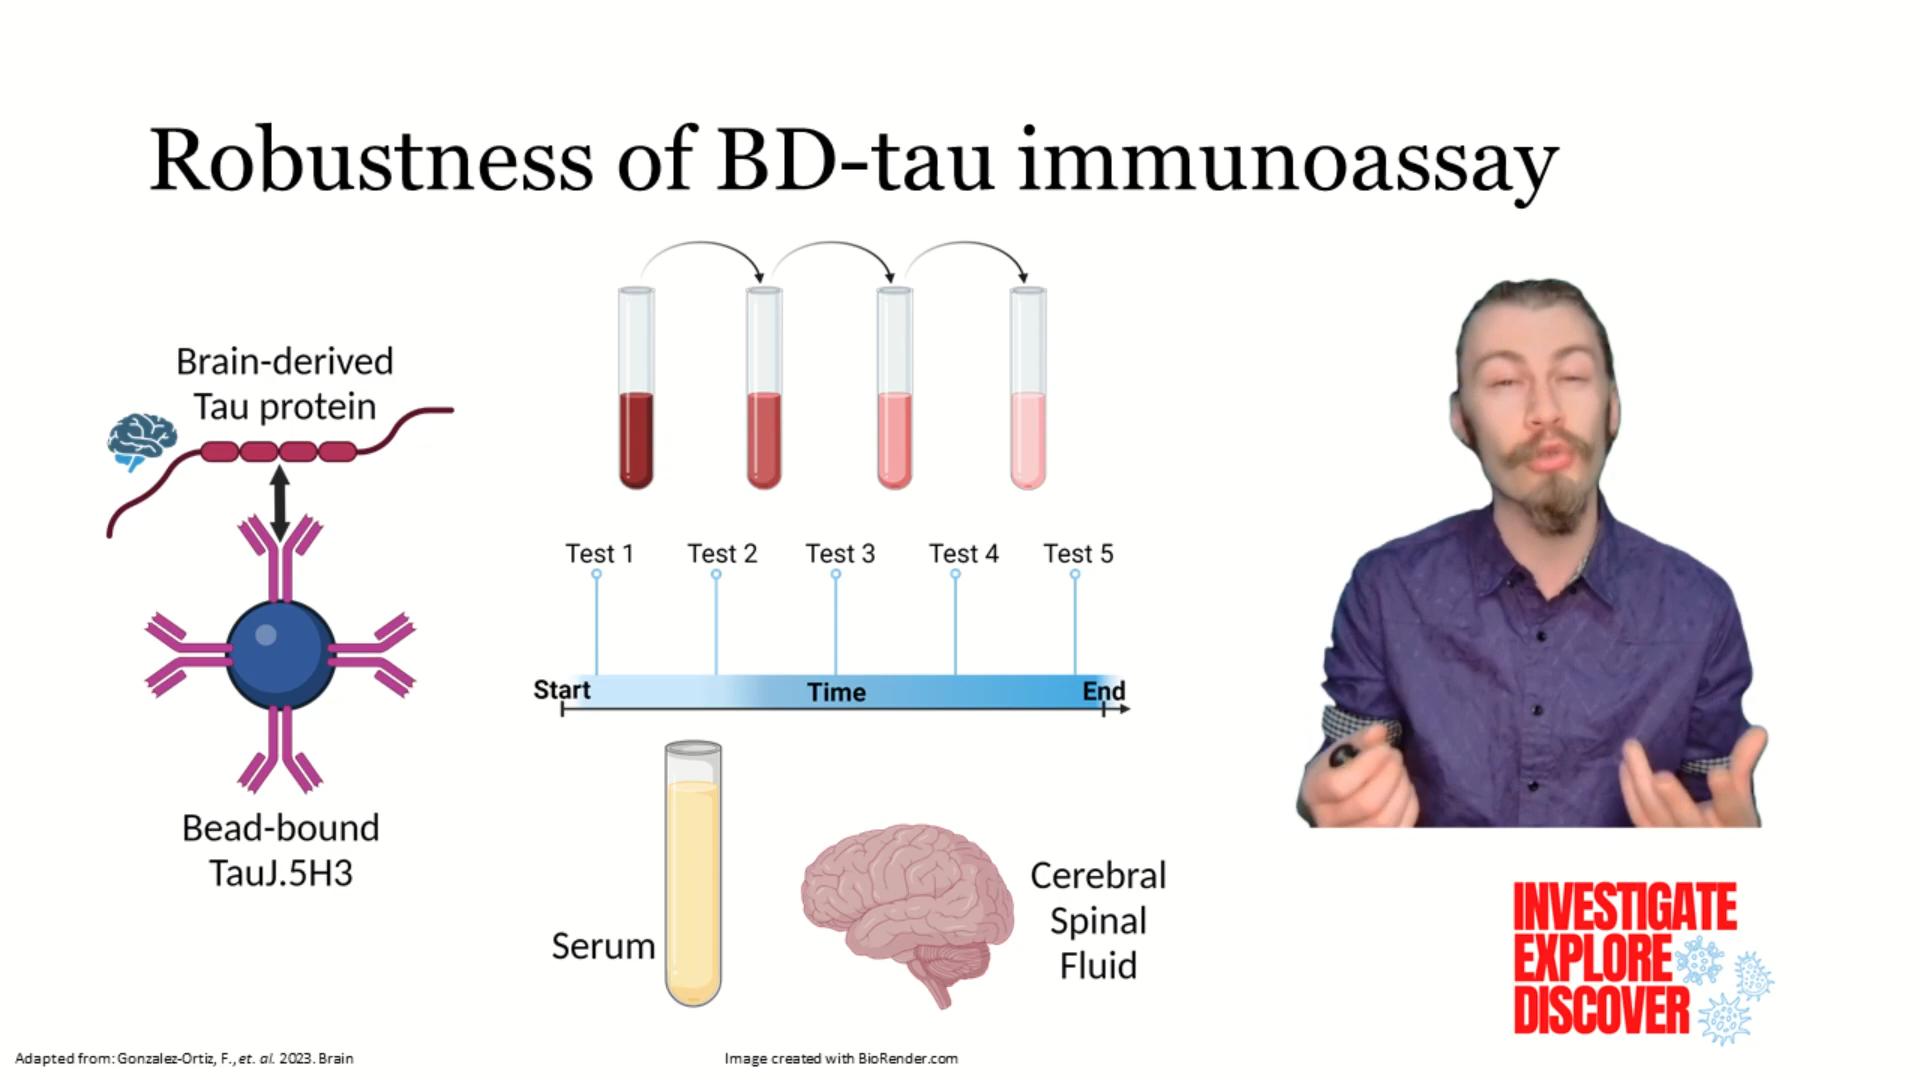 Robustness of BD-tau immunoassay
Brain-derived
Tau protein
Bead-bound
TauJ.5H3
Test 1
Test 2
Test 3
Test 4
Test 5
Start
Time
End
Serum
Cerebral
Spinal
Fluid
INVESTIGATE
EXPLORE
DISCOVER
Adapted from: Gonzalez-Ortiz, F., et. al. 2023. Brain
Image created with BioRender.com